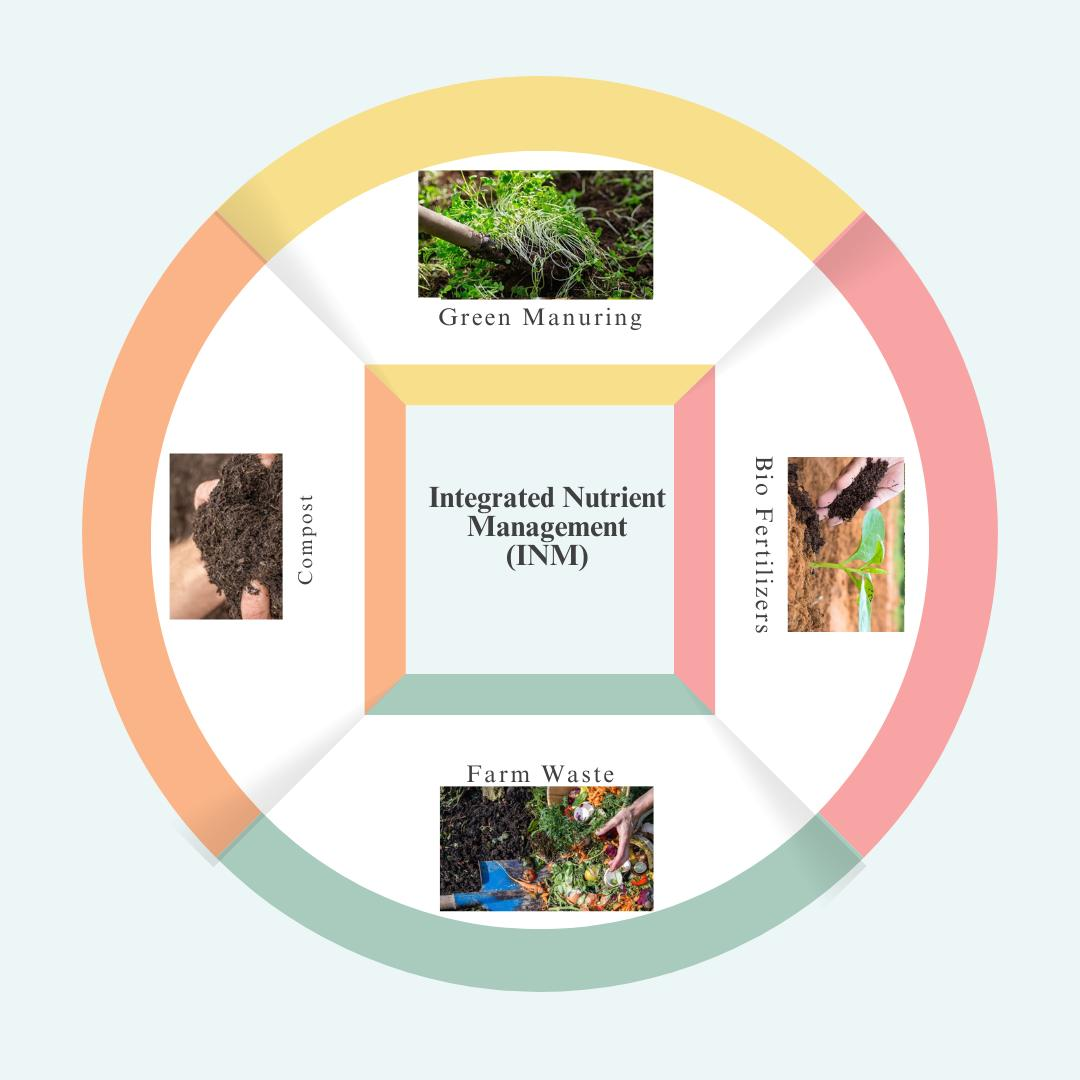 Green Manuring
Compost
Integrated Nutrient
Management
(INM)
Bio Fertilizers
Farm Waste